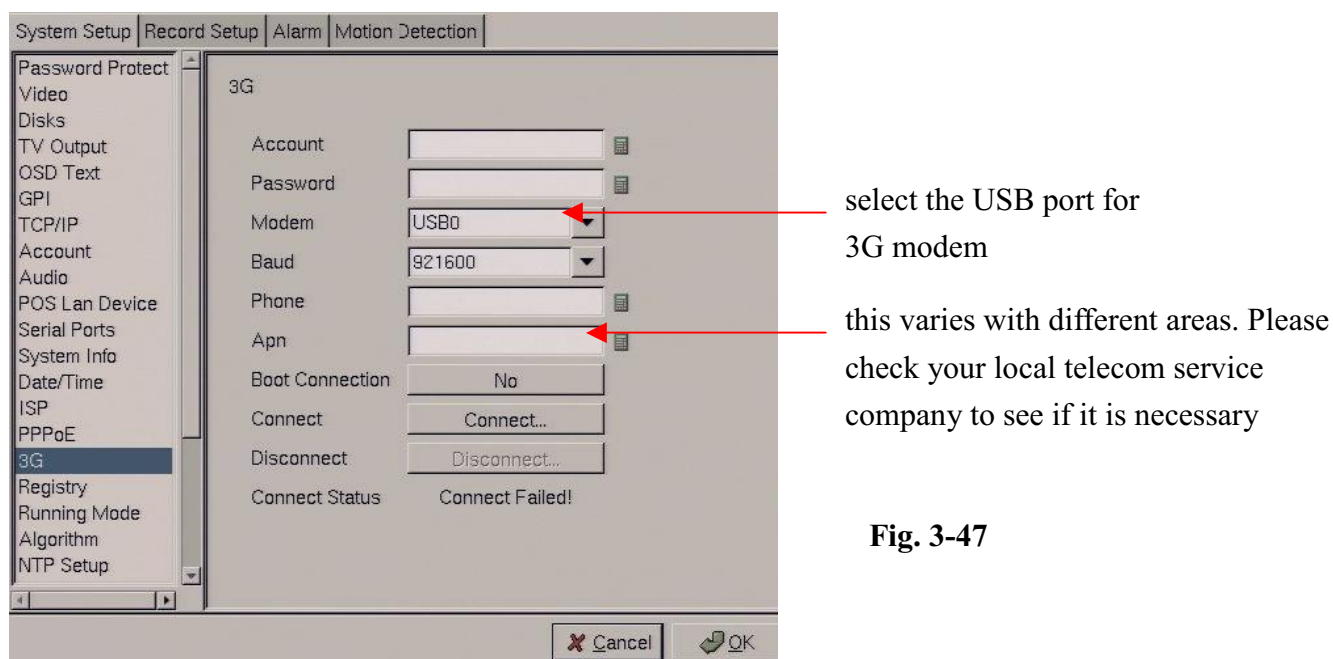 System Setup Record Setup Alarm Motion Detection
Password Protect
Video
Disks
TV Output
OSD Text
GPI
TCP/IP
Account
Audio
POS Lan Device
Serial Ports
System Info
Date/Time
ISP
PPPoE
3G
Registry
Running Mode
Algorithm
NTP Setup
3G
Account
Password
Modem USB0
Baud 921600
Phone
Apn
Boot Connection No
Connect Connect...
Disconnect Disconnect...
Connect Status Connect Failed!
Cancel OK
select the USB port for
3G modem
this varies with different areas. Please
check your local telecom service
company to see if it is necessary
Fig. 3-47